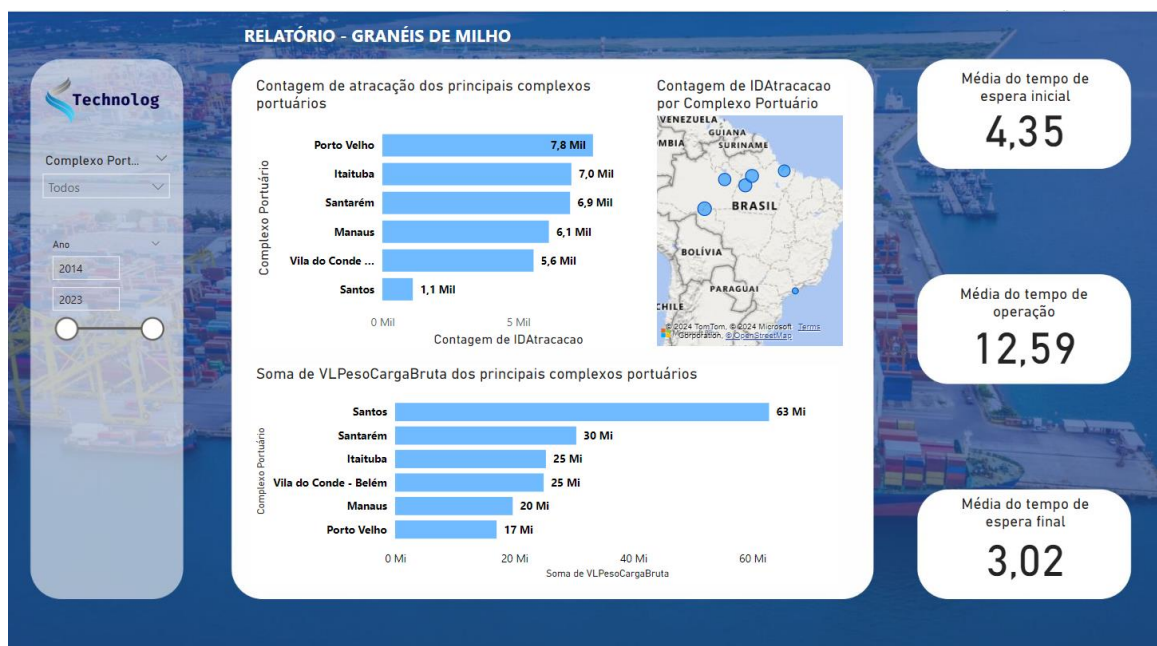 RELATÓRIO - GRANÉIS DE MILHO
Technolog
Complexo Port...
Todos
Ano
2014
2023
Contagem de atracação dos principais complexos
portuários
Complexo Portuário
Porto Velho
7,8 Mil
Itaituba
7,0 Mil
Santarém
6,9 Mil
Manaus
6,1 Mil
Vila do Conde ...
5,6 Mil
Santos
1,1 Mil
0 Mil
5 Mil
Contagem de IDAtracacao
Contagem de IDAtracacao
por Complexo Portuário
VENEZUELA
GUIANA
MBIA
SURINAME
BRASIL
BOLÍVIA
PARAGUAI
CHILE
© 2024 TomTom, © 2024 Microsoft
Corporation, © OpenStreetMap
Terms
Soma de VLPesoCargaBruta dos principais complexos portuários
Complexo Portuário
Santos
63 Mi
Santarém
30 Mi
Itaituba
25 Mi
Vila do Conde - Belém
25 Mi
Manaus
20 Mi
Porto Velho
17 Mi
0 Mi
20 Mi
40 Mi
60 Mi
Soma de VLPesoCargaBruta
Média do tempo de
espera inicial
4,35
Média do tempo de
operação
12,59
Média do tempo de
espera final
3,02